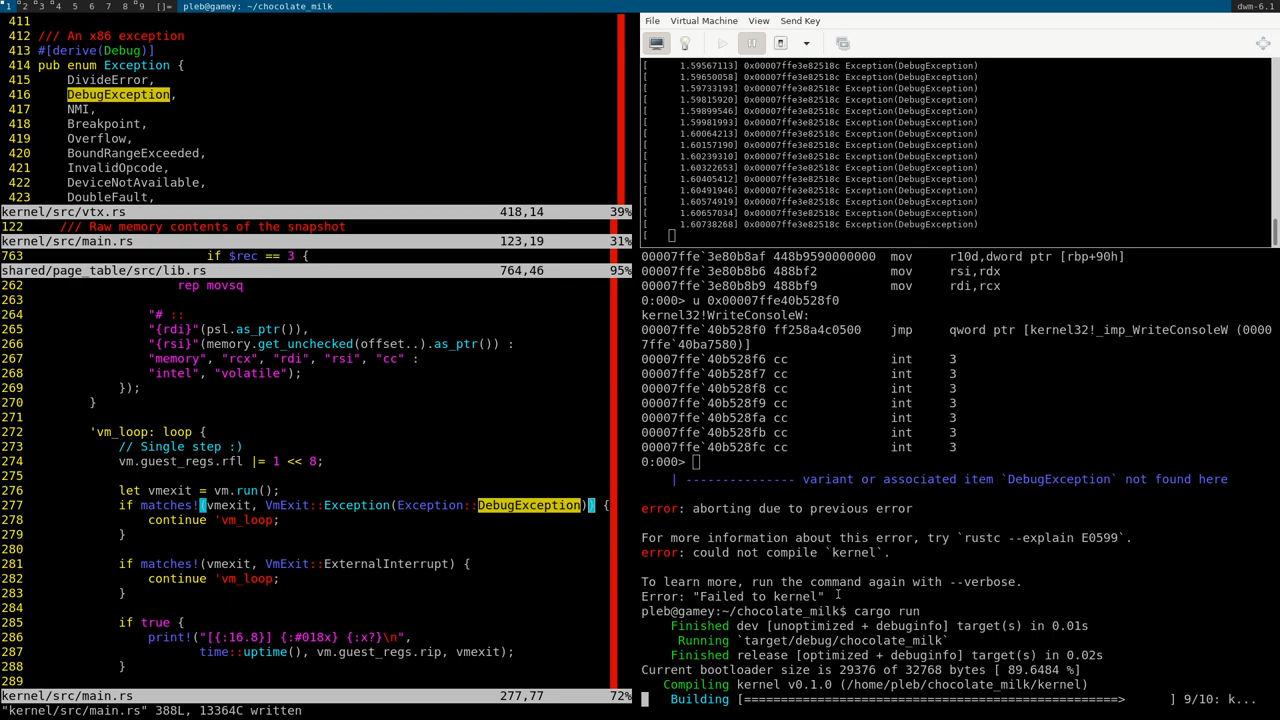 1 2 3 4 5 6 7 8 9 []= pleb@gamey: ~/chocolate_milk dwm-6.1
411
412 /// An x86 exception
413 #[derive(Debug)]
414 pub enum Exception {
415 DivideError,
416 DebugException,
417 NMI,
418 Breakpoint,
419 Overflow,
420 BoundRangeExceeded,
421 InvalidOpcode,
422 DeviceNotAvailable,
423 DoubleFault,
kernel/src/vtx.rs 418,14 39%
122 /// Raw memory contents of the snapshot
kernel/src/main.rs 123,19 31%
763 if $rec == 3 {
shared/page_table/src/lib.rs 764,46 95%
262 rep movsq
263
264 "# ::
265 "{rdi}"(psl.as_ptr()),
266 "{rsi}"(memory.get_unchecked(offset..).as_ptr()) :
267 "memory", "rcx", "rdi", "rsi", "cc" :
268 "intel", "volatile");
269 });
270 }
271
272 'vm_loop: loop {
273 // Single step :)
274 vm.guest_regs.rfl |= 1 << 8;
275
276 let vmexit = vm.run();
277 if matches!(vmexit, VmExit::Exception(Exception::DebugException)) {
278 continue 'vm_loop;
279 }
280
281 if matches!(vmexit, VmExit::ExternalInterrupt) {
282 continue 'vm_loop;
283 }
284
285 if true {
286 print!("[{:16.8}] {:#018x} {:x?}\n",
287 time::uptime(), vm.guest_regs.rip, vmexit);
288 }
289
kernel/src/main.rs 277,77 72%
"kernel/src/main.rs" 388L, 13364C written
File Virtual Machine View Send Key
[ 1.59567113] 0x00007ffe3e82518c Exception(DebugException)
[ 1.59650058] 0x00007ffe3e82518c Exception(DebugException)
[ 1.59733193] 0x00007ffe3e82518c Exception(DebugException)
[ 1.59815920] 0x00007ffe3e82518c Exception(DebugException)
[ 1.59899546] 0x00007ffe3e82518c Exception(DebugException)
[ 1.59981993] 0x00007ffe3e82518c Exception(DebugException)
[ 1.60064213] 0x00007ffe3e82518c Exception(DebugException)
[ 1.60157190] 0x00007ffe3e82518c Exception(DebugException)
[ 1.60239310] 0x00007ffe3e82518c Exception(DebugException)
[ 1.60322653] 0x00007ffe3e82518c Exception(DebugException)
[ 1.60405412] 0x00007ffe3e82518c Exception(DebugException)
[ 1.60491946] 0x00007ffe3e82518c Exception(DebugException)
[ 1.60574919] 0x00007ffe3e82518c Exception(DebugException)
[ 1.60657034] 0x00007ffe3e82518c Exception(DebugException)
[ 1.60738268] 0x00007ffe3e82518c Exception(DebugException)
[
00007ffe`3e80b8af 448b9590000000 mov r10d,dword ptr [rbp+90h]
00007ffe`3e80b8b6 488bf2 mov rsi,rdx
00007ffe`3e80b8b9 488bf9 mov rdi,rcx
0:000> u 0x00007ffe40b528f0
kernel32!WriteConsoleW:
00007ffe`40b528f0 ff258a4c0500 jmp qword ptr [kernel32!_imp_WriteConsoleW (0000
7ffe`40ba7580)]
00007ffe`40b528f6 cc int 3
00007ffe`40b528f7 cc int 3
00007ffe`40b528f8 cc int 3
00007ffe`40b528f9 cc int 3
00007ffe`40b528fa cc int 3
00007ffe`40b528fb cc int 3
00007ffe`40b528fc cc int 3
0:000>
| --------------- variant or associated item `DebugException` not found here
error: aborting due to previous error
For more information about this error, try `rustc --explain E0599`.
error: could not compile `kernel`.
To learn more, run the command again with --verbose.
Error: "Failed to kernel"
pleb@gamey:~/chocolate_milk$ cargo run
Finished dev [unoptimized + debuginfo] target(s) in 0.01s
Running `target/debug/chocolate_milk`
Finished release [optimized + debuginfo] target(s) in 0.02s
Current bootloader size is 29376 of 32768 bytes [ 89.6484 %]
Compiling kernel v0.1.0 (/home/pleb/chocolate_milk/kernel)
Building [===================================================> ] 9/10: k...